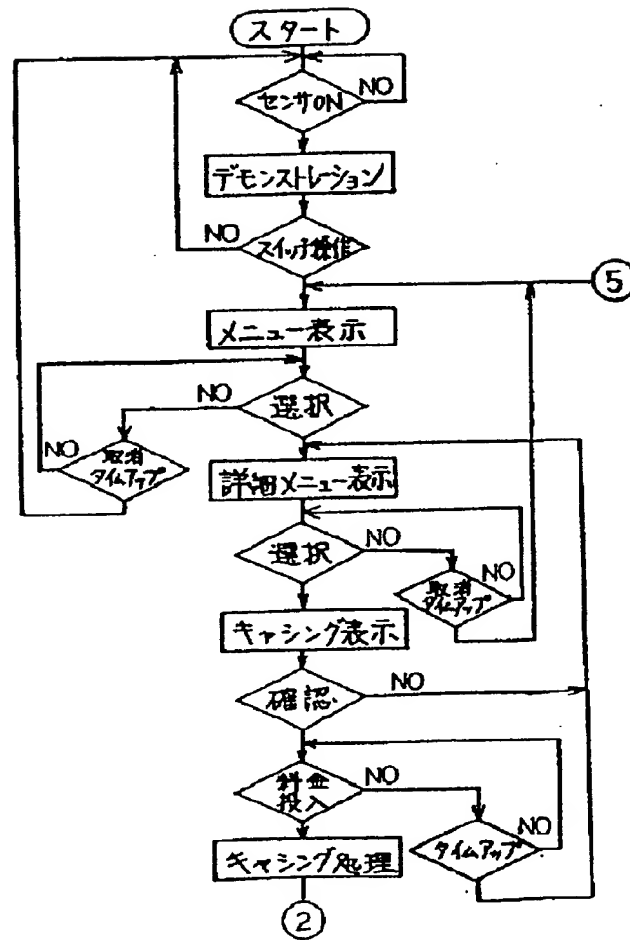 スタート
NO
センサON
デモンストレーション
NO
スイッチ操作
5
メニュー表示
NO
選択
NO
取消
タイムアップ
詳細メニュー表示
選択
NO
NO
取消
タイムアップ
キャシング表示
確認
NO
料金
投入
NO
NO
タイムアップ
キャシング処理
2